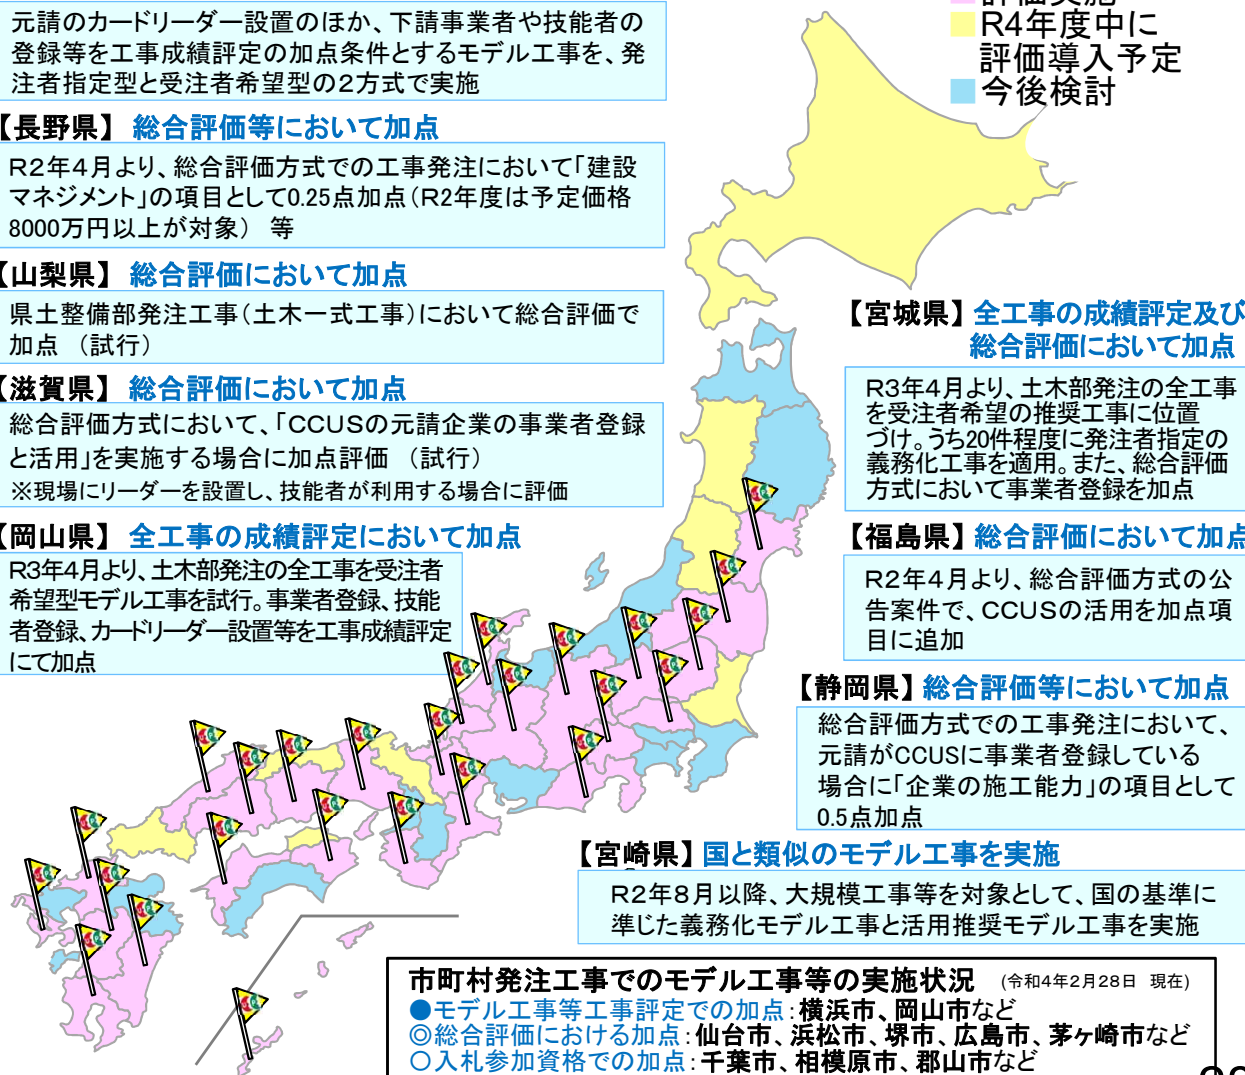 元請のカードリーダー設置のほか、下請事業者や技能者の
登録等を工事成績評定の加点条件とするモデル工事を、発
注者指定型と受注者希望型の2方式で実施
【長野県】 総合評価等において加点
R2年4月より、総合評価方式での工事発注において「建設
マネジメント」の項目として0.25点加点(R2年度は予定価格
8000万円以上が対象) 等
【山梨県】 総合評価において加点
県土整備部発注工事(土木一式工事)において総合評価で
加点 (試行)
【滋賀県】 総合評価において加点
総合評価方式において、「CCUSの元請企業の事業者登録
と活用」を実施する場合に加点評価 (試行)
※現場にリーダーを設置し、技能者が利用する場合に評価
【岡山県】 全工事の成績評定において加点
R3年4月より、土木部発注の全工事を受注者
希望型モデル工事を試行。事業者登録、技能
者登録、カードリーダー設置等を工事成績評定
にて加点
評価実施
R4年度中に
評価導入予定
今後検討
【宮城県】 全工事の成績評定及び
総合評価において加点
R3年4月より、土木部発注の全工事
を受注者希望の推奨工事に位置
づけ。うち20件程度に発注者指定の
義務化工事を適用。また、総合評価
方式において事業者登録を加点
【福島県】 総合評価において加点
R2年4月より、総合評価方式の公
告案件で、CCUSの活用を加点項
目に追加
【静岡県】 総合評価等において加点
総合評価方式での工事発注において、
元請がCCUSに事業者登録している
場合に「企業の施工能力」の項目として
0.5点加点
【宮崎県】 国と類似のモデル工事を実施
R2年8月以降、大規模工事等を対象として、国の基準に
準じた義務化モデル工事と活用推奨モデル工事を実施
市町村発注工事でのモデル工事等の実施状況 (令和4年2月28日 現在)
●モデル工事等工事評定での加点:横浜市、岡山市など
◎総合評価における加点:仙台市、浜松市、堺市、広島市、茅ヶ崎市など
○入札参加資格での加点:千葉市、相模原市、郡山市など